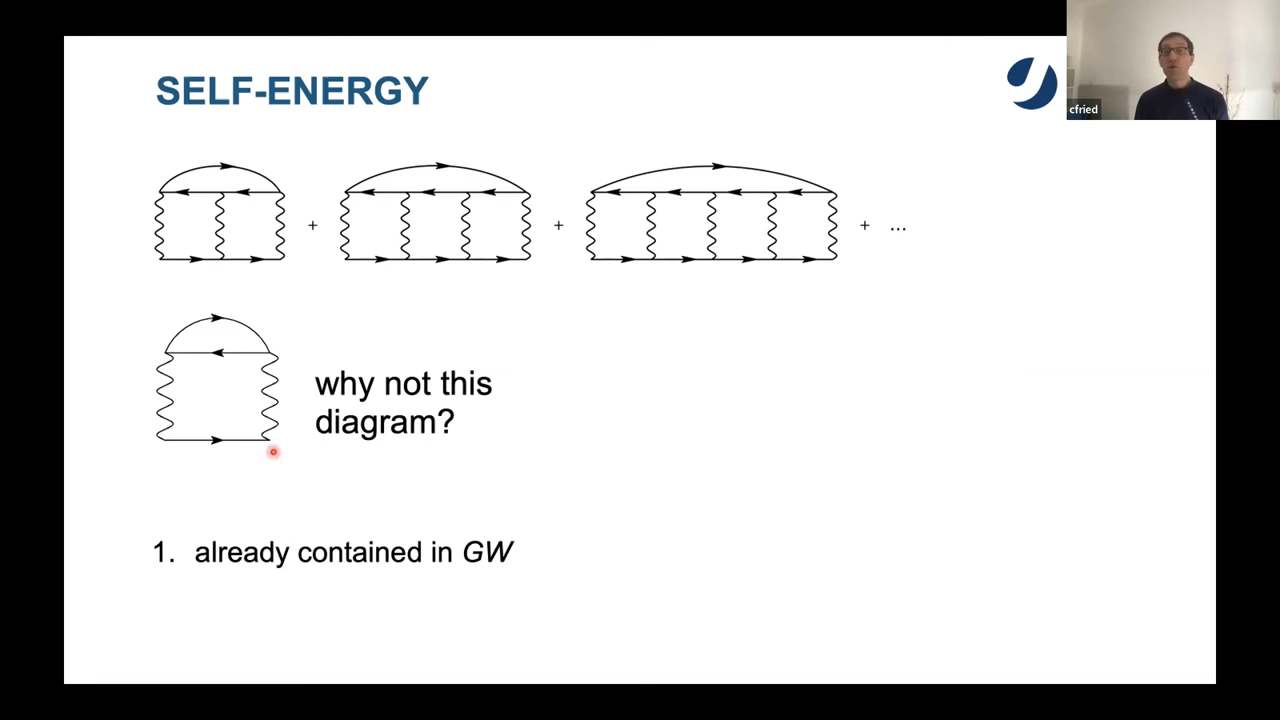 SELF-ENERGY
cfried
+ + + ...
why not this
diagram?
1. already contained in GW